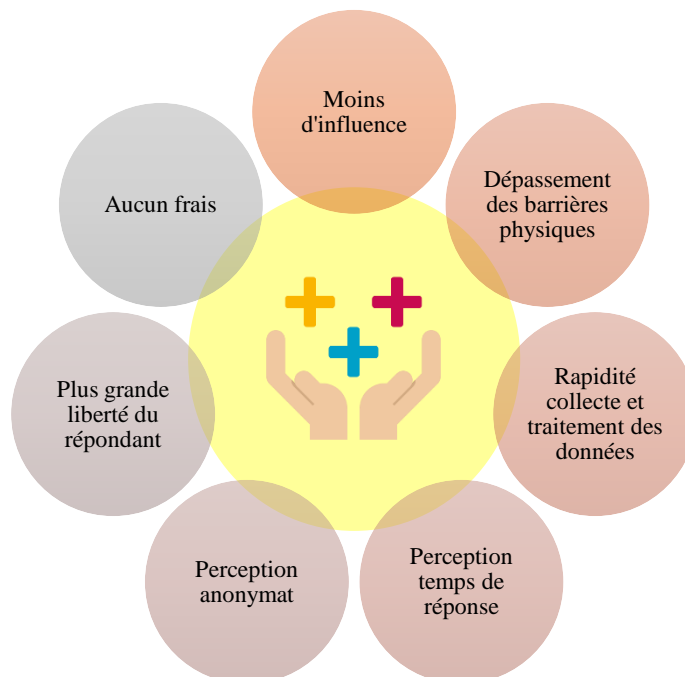 Moins
d'influence
Dépassement
des barrières
physiques
Rapidité
collecte et
traitement des
données
Perception
temps de
réponse
Perception
anonymat
Plus grande
liberté du
répondant
Aucun frais